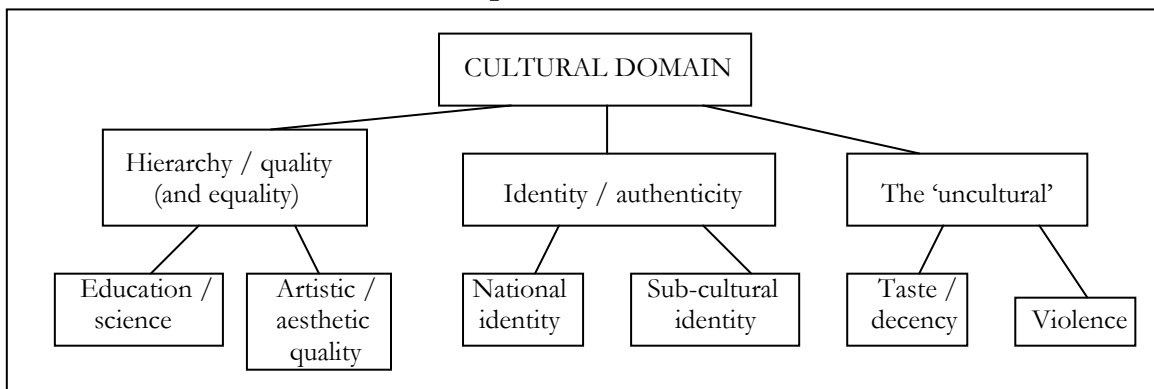 CULTURAL DOMAIN
Hierarchy / quality
(and equality)
Identity / authenticity
The ‘uncultural’
Education /
science
Artistic /
aesthetic
quality
National
identity
Sub-cultural
identity
Taste /
decency
Violence